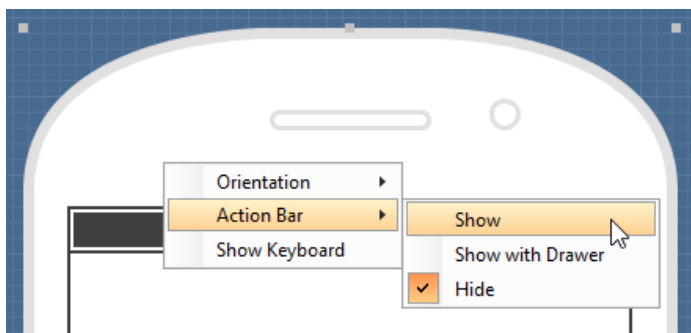 Orientation
Action Bar
Show Keyboard
Show
Show with Drawer
Hide